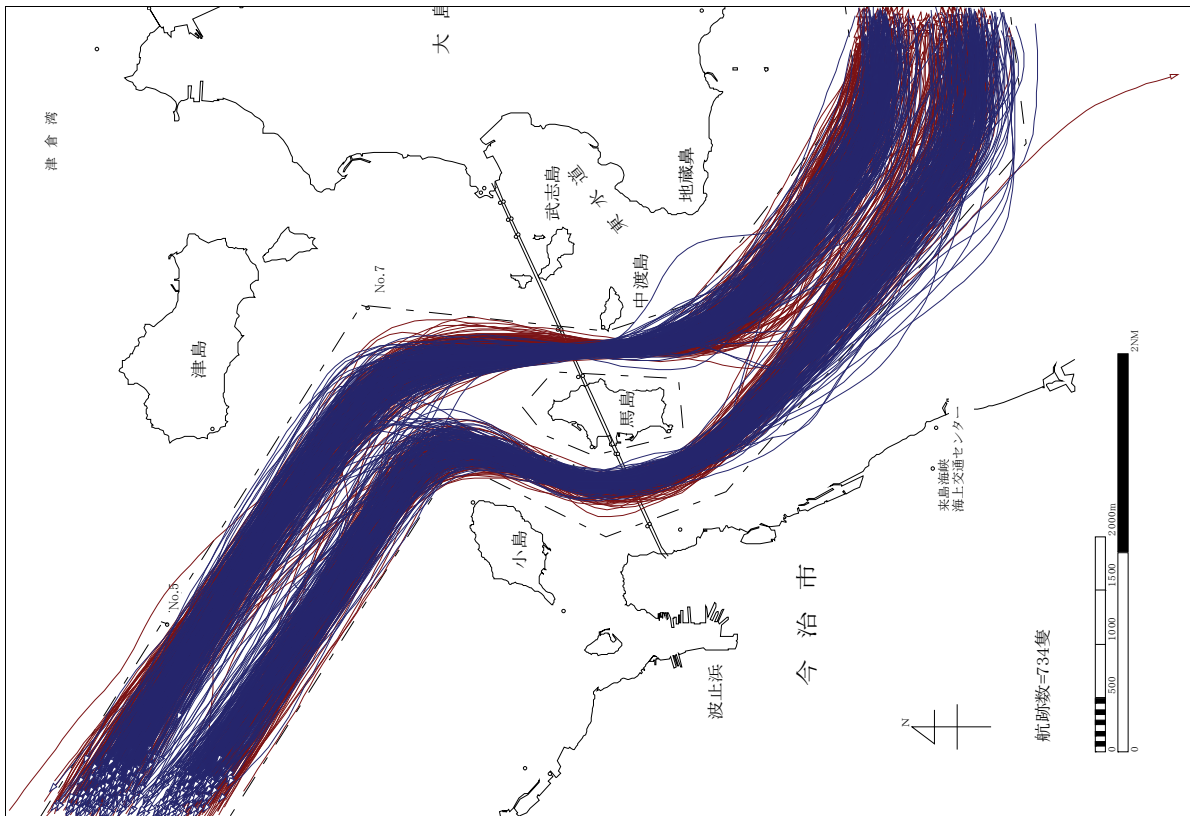 大島
津倉湾
武志島
東水道
地蔵鼻
No.7
中渡島
津島
馬島
2NM
来島海峡
海上交通センター
小島
No.5
2000m
1500
1000
500
0
0
今治市
波止浜
N
航跡数=734隻